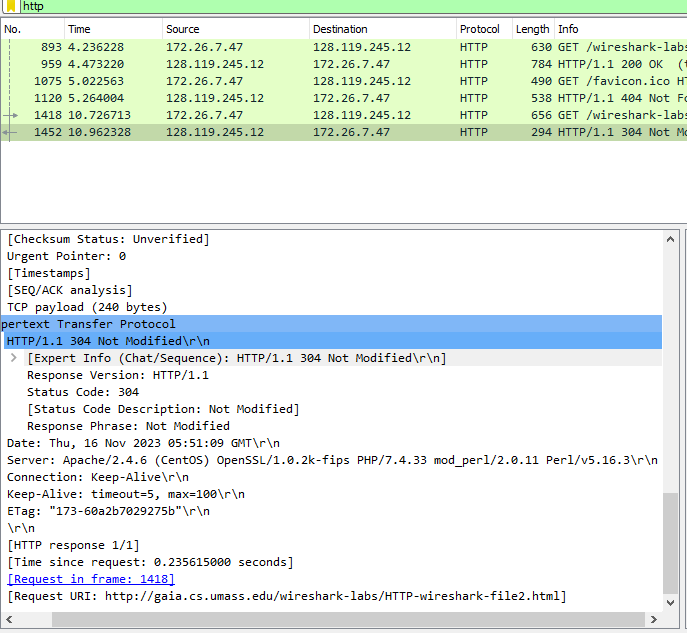 http
No. Time Source Destination Protocol Length Info
893 4.236228 172.26.7.47 128.119.245.12 HTTP 630 GET /wireshark-labs
959 4.473220 128.119.245.12 172.26.7.47 HTTP 784 HTTP/1.1 200 OK (t
1075 5.022563 172.26.7.47 128.119.245.12 HTTP 490 GET /favicon.ico HT
1120 5.264004 128.119.245.12 172.26.7.47 HTTP 538 HTTP/1.1 404 Not Fo
1418 10.726713 172.26.7.47 128.119.245.12 HTTP 656 GET /wireshark-labs
1452 10.962328 128.119.245.12 172.26.7.47 HTTP 294 HTTP/1.1 304 Not Mo
[Checksum Status: Unverified]
Urgent Pointer: 0
[Timestamps]
[SEQ/ACK analysis]
TCP payload (240 bytes)
pertext Transfer Protocol
HTTP/1.1 304 Not Modified\r\n
[Expert Info (Chat/Sequence): HTTP/1.1 304 Not Modified\r\n]
Response Version: HTTP/1.1
Status Code: 304
[Status Code Description: Not Modified]
Response Phrase: Not Modified
Date: Thu, 16 Nov 2023 05:51:09 GMT\r\n
Server: Apache/2.4.6 (CentOS) OpenSSL/1.0.2k-fips PHP/7.4.33 mod_perl/2.0.11 Perl/v5.16.3\r\n
Connection: Keep-Alive\r\n
Keep-Alive: timeout=5, max=100\r\n
ETag: "173-60a2b7029275b"\r\n
\r\n
[HTTP response 1/1]
[Time since request: 0.235615000 seconds]
[Request in frame: 1418]
[Request URI: http://gaia.cs.umass.edu/wireshark-labs/HTTP-wireshark-file2.html]